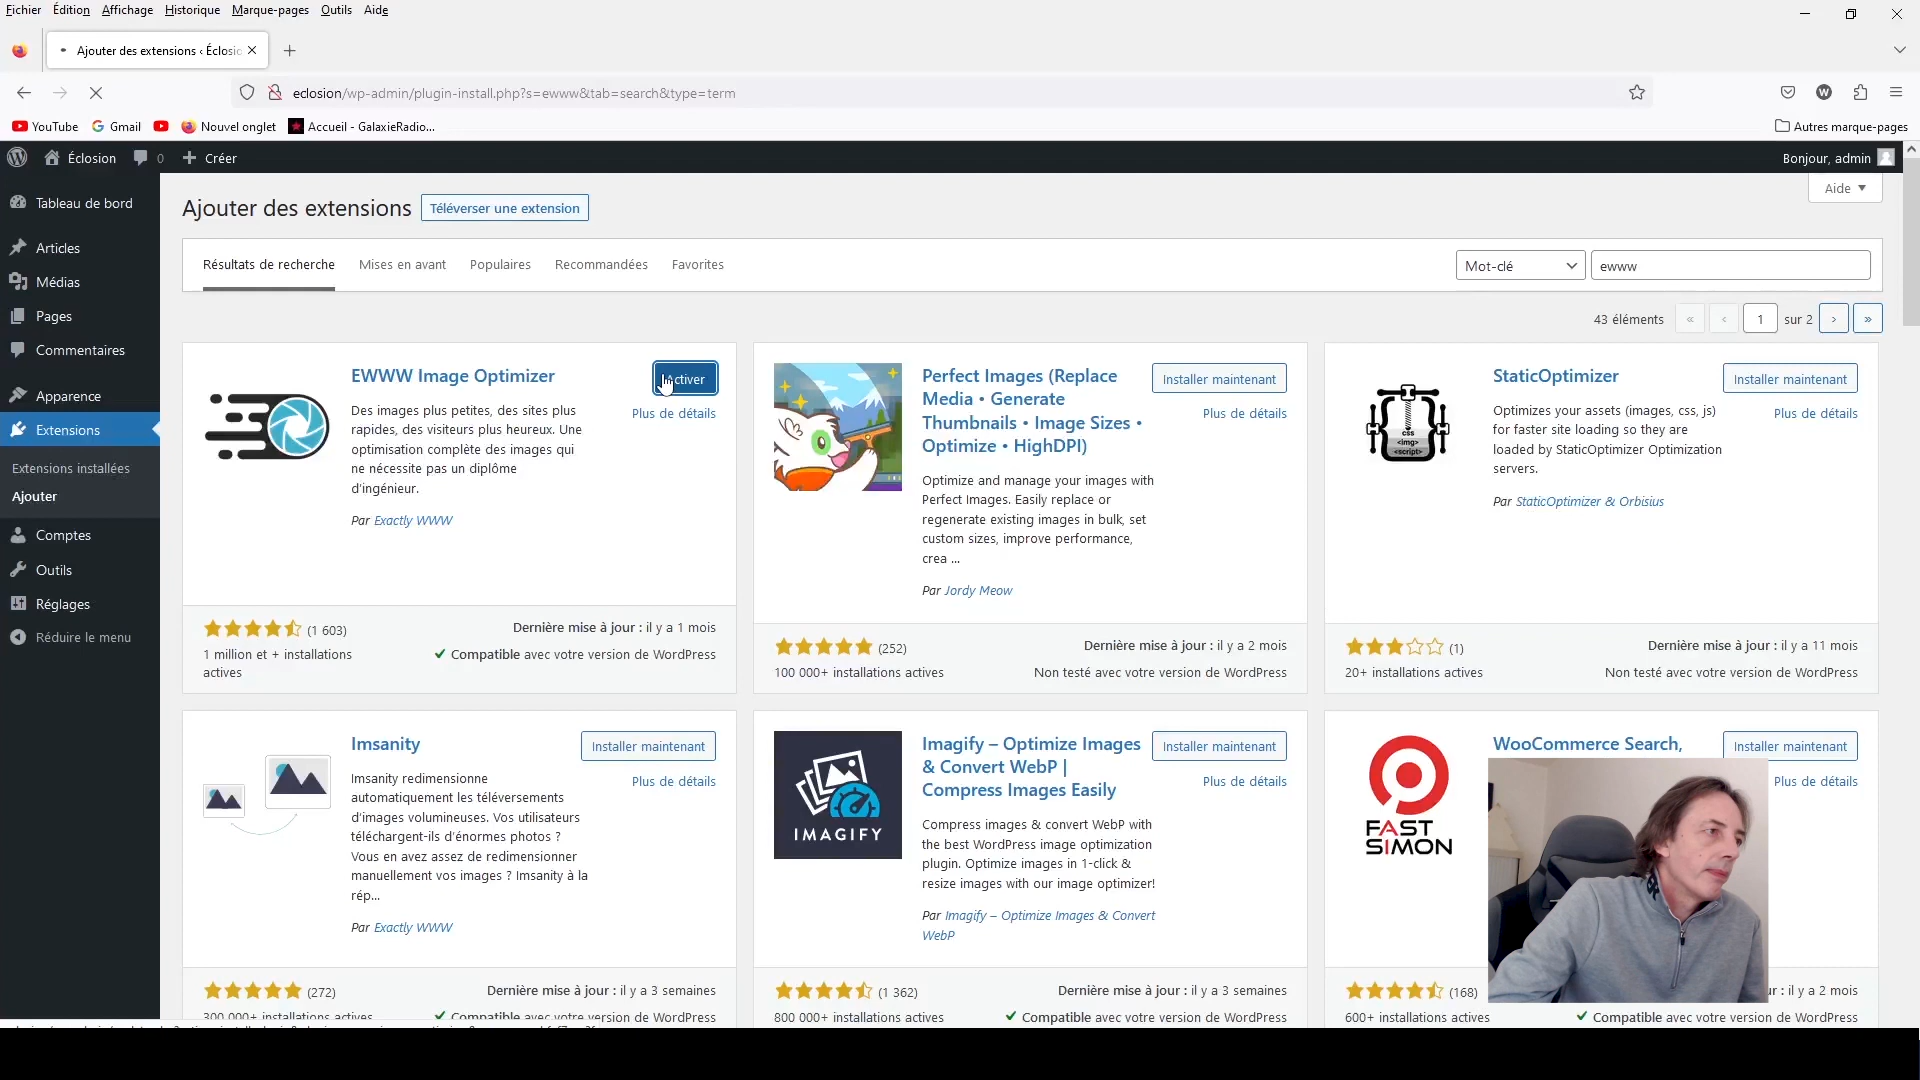 Fichier Édition Affichage Historique Marque-pages Outils Aide
Ajouter des extensions ‹ Éclosio
eclosion/wp-admin/plugin-install.php?s=ewww&tab=search&type=term
YouTube Gmail Nouvel onglet Accueil - GalaxieRadio... Autres marque-pages
Éclosion 0 Créer Bonjour, admin
Aide
Tableau de bord
Articles
Médias
Pages
Commentaires
Apparence
Extensions
Extensions installées
Ajouter
Comptes
Outils
Réglages
Réduire le menu
Ajouter des extensions Téléverser une extension
Résultats de recherche Mises en avant Populaires Recommandées Favorites Mot-clé ewww
43 éléments « ‹ 1 sur 2 › »
EWWW Image Optimizer
Plus de détails
Des images plus petites, des sites plus
rapides, des visiteurs plus heureux. Une
optimisation complète des images qui
ne nécessite pas un diplôme
d'ingénieur.
Par Exactly WWW
(1 603)
Dernière mise à jour : il y a 1 mois
1 million et + installations
actives
Compatible avec votre version de WordPress
Perfect Images (Replace
Media • Generate
Thumbnails • Image Sizes •
Optimize • HighDPI)
Installer maintenant
Plus de détails
Optimize and manage your images with
Perfect Images. Easily replace or
regenerate existing images in bulk, set
custom sizes, improve performance,
crea ...
Par Jordy Meow
(252)
Dernière mise à jour : il y a 2 mois
100 000+ installations actives
Non testé avec votre version de WordPress
css
<img>
<script>
StaticOptimizer
Installer maintenant
Plus de détails
Optimizes your assets (images, css, js)
for faster site loading so they are
loaded by StaticOptimizer Optimization
servers.
Par StaticOptimizer & Orbisius
(1)
Dernière mise à jour : il y a 11 mois
20+ installations actives
Non testé avec votre version de WordPress
Imsanity
Installer maintenant
Plus de détails
Imsanity redimensionne
automatiquement les téléversements
d'images volumineuses. Vos utilisateurs
téléchargent-ils d'énormes photos ?
Vous en avez assez de redimensionner
manuellement vos images ? Imsanity à la
rép...
Par Exactly WWW
(272)
Dernière mise à jour : il y a 3 semaines
300 000+ installations actives
Compatible avec votre version de WordPress
IMAGIFY
Imagify – Optimize Images
& Convert WebP |
Compress Images Easily
Installer maintenant
Plus de détails
Compress images & convert WebP with
the best WordPress image optimization
plugin. Optimize images in 1-click &
resize images with our image optimizer!
Par Imagify – Optimize Images & Convert
WebP
(1 362)
Dernière mise à jour : il y a 3 semaines
800 000+ installations actives
Compatible avec votre version de WordPress
FAST
SIMON
WooCommerce Search,
Installer maintenant
Plus de détails
(168)
il y a 2 mois
600+ installations actives
Compatible avec votre version de WordPress